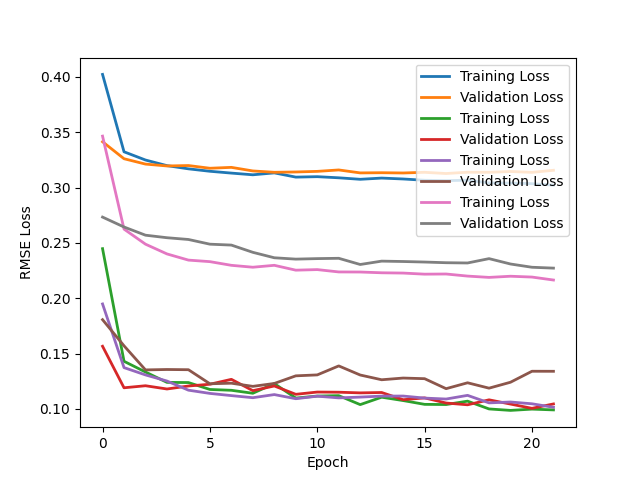 0.40
0.35
0.30
0.25
0.20
0.15
0.10
RMSE Loss
Training Loss
Validation Loss
Training Loss
Validation Loss
Training Loss
Validation Loss
Training Loss
Validation Loss
0
5
10
15
20
Epoch